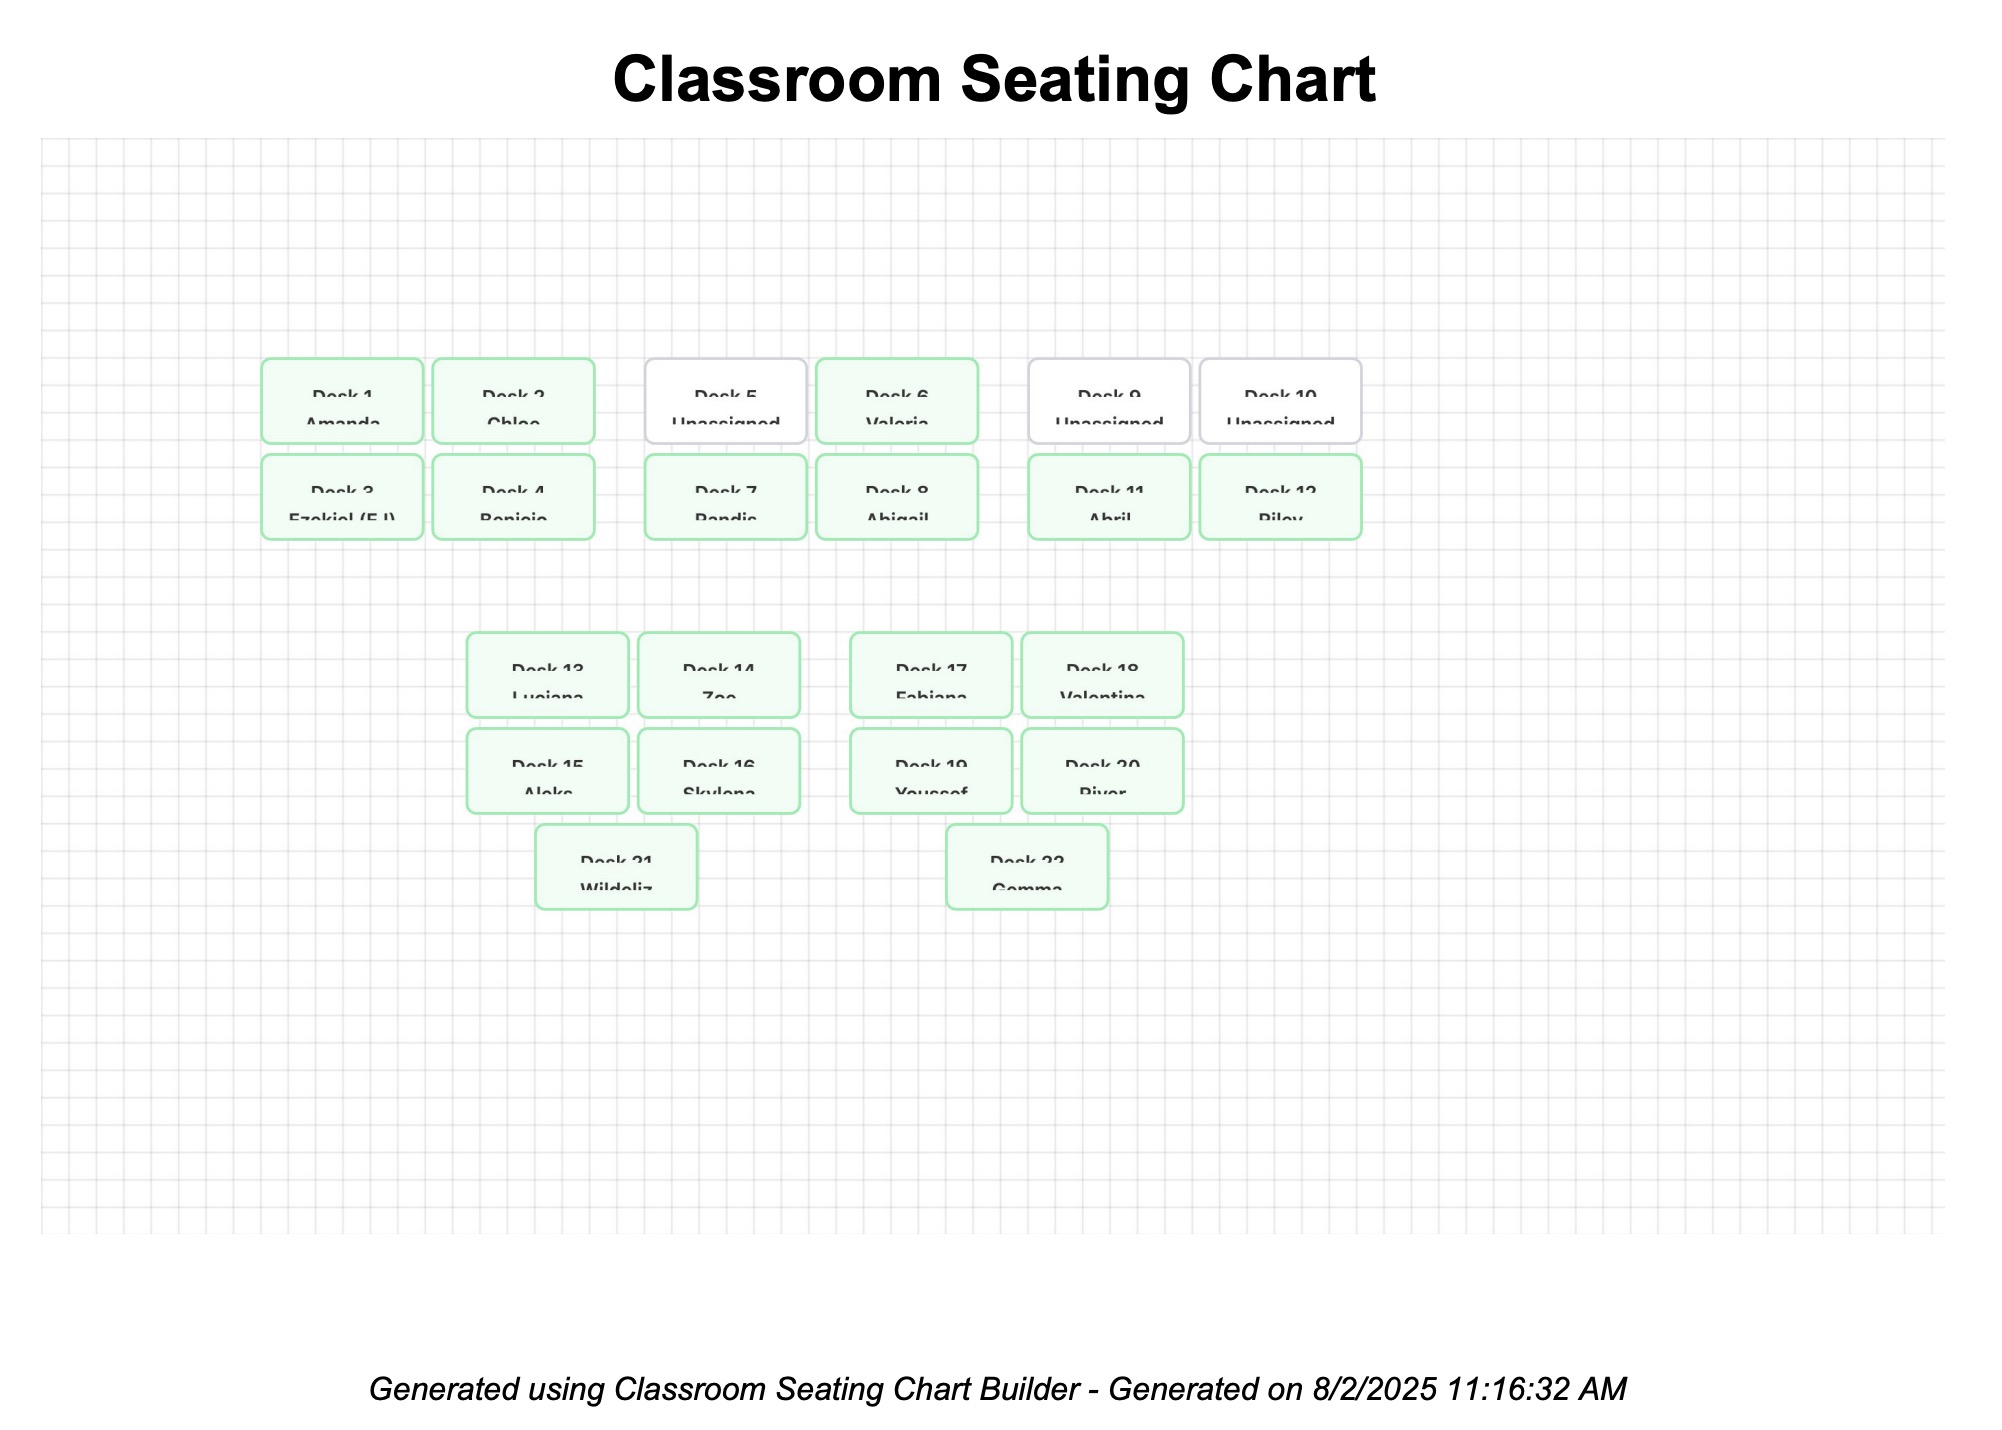 Classroom Seating Chart
Desk 1
Amanda
Desk 2
Chloe
Desk 5
Unassigned
Desk 6
Valeria
Desk 9
Unassigned
Desk 10
Unassigned
Desk 3
Ezekiel (EJ)
Desk 4
Benicio
Desk 7
Desk 8
Abigail
Desk 11
Abril
Desk 12
Riley
Desk 13
Luciana
Desk 14
Zoe
Desk 17
Fabiana
Desk 18
Valentina
Desk 15
Aleks
Desk 16
Skylena
Desk 19
Youssef
Desk 20
River
Desk 21
Wildeliz
Desk 22
Gemma
Generated using Classroom Seating Chart Builder - Generated on 8/2/2025 11:16:32 AM